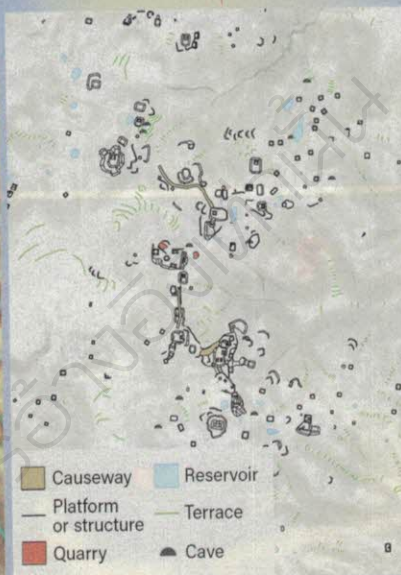 Causeway
Reservoir
Platform
or structure
Terrace
Quarry
Cave